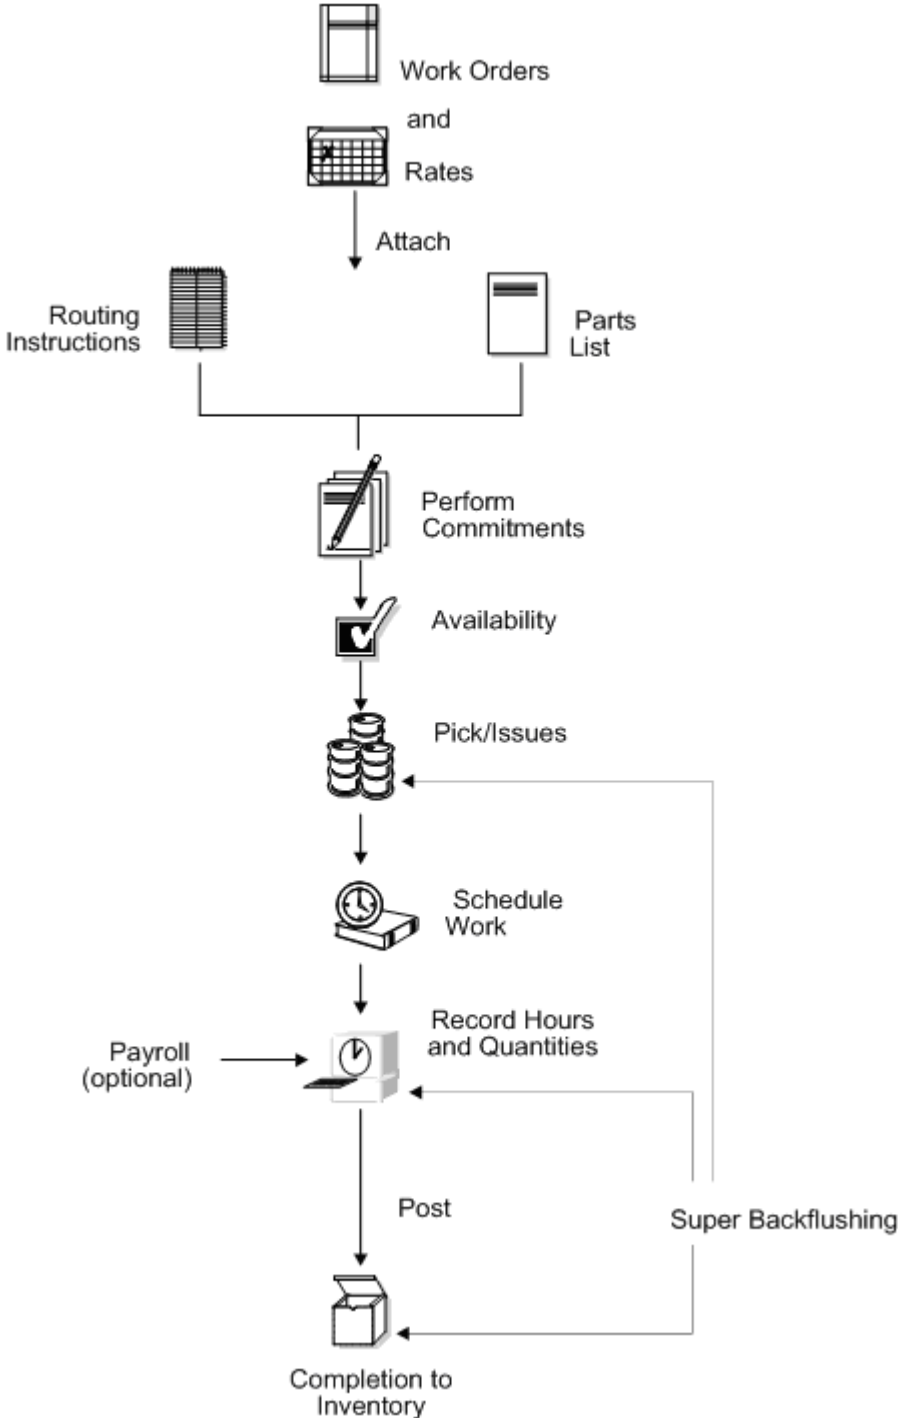 Work Orders
and
Rates
Attach
Routing
Instructions
Parts
List
Perform
Commitments
Availability
Pick/Issues
Schedule
Work
Record Hours
and Quantities
Payroll
(optional)
Post
Super Backflushing
Completion to
Inventory